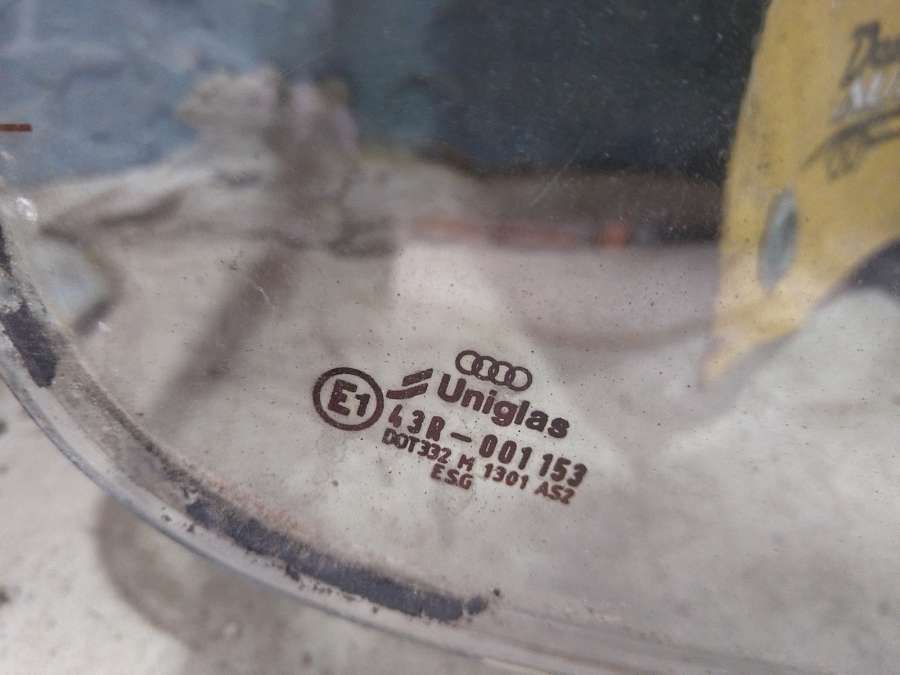 E1
Uniglas
43R-001153
DOT332 M 1301 AS2
ESG